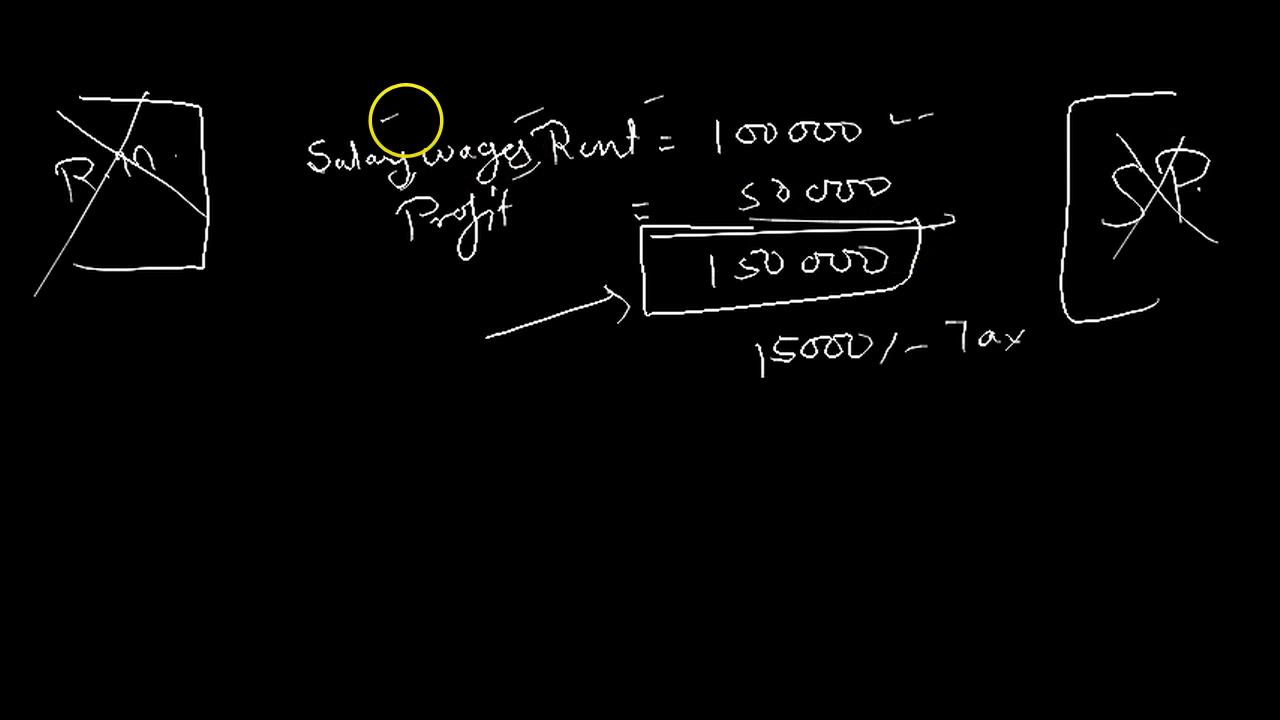 R.M.
Salary, wages, Rent = 100000
Profit = 50000
150000
15000/- Tax
S.P.